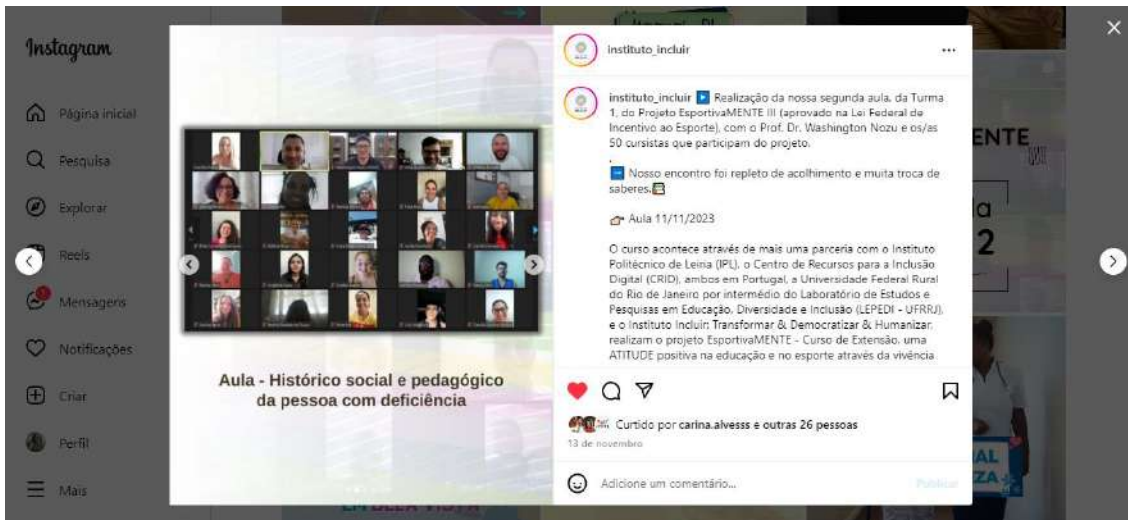 Instagram
Página inicial
Pesquisa
Explorar
Reels
Mensagens
Notificações
Criar
Perfil
Mais
Aula - Histórico social e pedagógico
da pessoa com deficiência
instituto_incluir
instituto_incluir Realização da nossa segunda aula, da Turma
1, do Projeto EsportivaMENTE III (aprovado na Lei Federal de
Incentivo ao Esporte), com o Prof. Dr. Washington Nozu e os/as
50 cursistas que participam do projeto.
.
Nosso encontro foi repleto de acolhimento e muita troca de
saberes.
Aula 11/11/2023
O curso acontece através de mais uma parceria com o Instituto
Politécnico de Leiria (IPL), o Centro de Recursos para a Inclusão
Digital (CRID), ambos em Portugal, a Universidade Federal Rural
do Rio de Janeiro por intermédio do Laboratório de Estudos e
Pesquisas em Educação, Diversidade e Inclusão (LEPEDI - UFRRJ),
e o Instituto Incluir: Transformar & Democratizar & Humanizar,
realizam o projeto EsportivaMENTE - Curso de Extensão, uma
ATITUDE positiva na educação e no esporte através da vivência
Curtido por carina.alvesss e outras 26 pessoas
13 de novembro
Adicione um comentário...
Publicar
ENTE
2